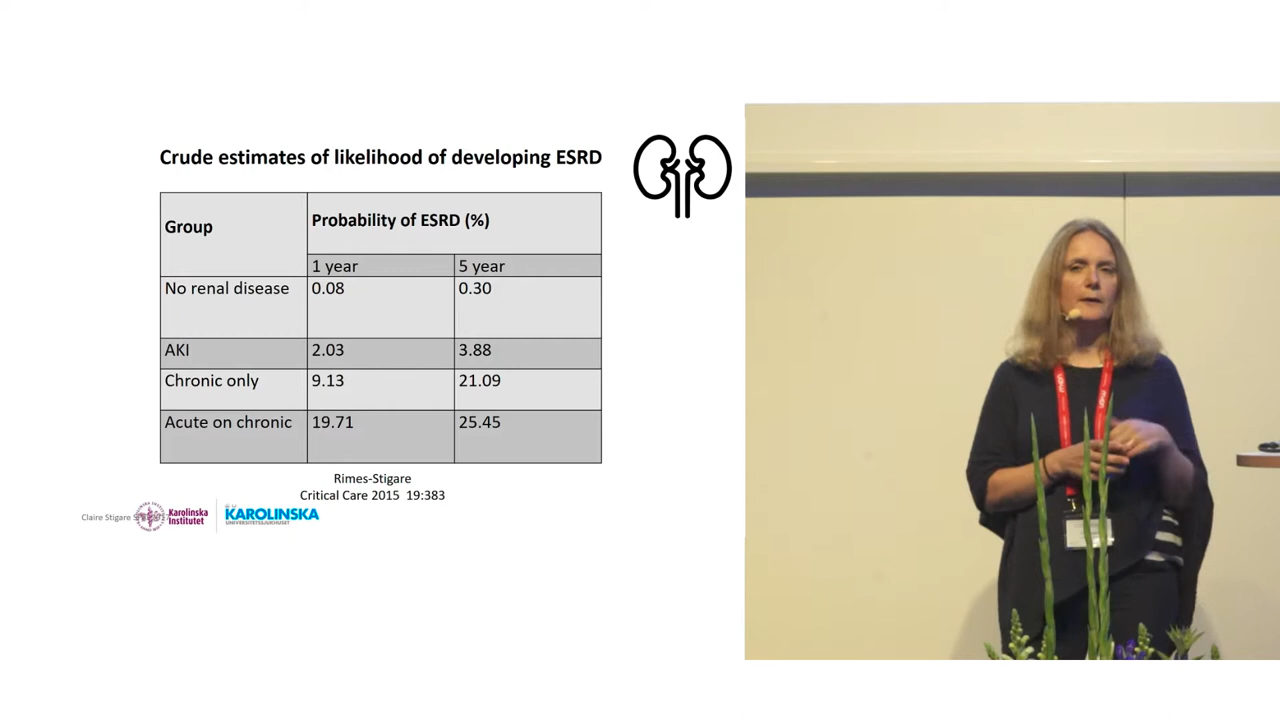 Crude estimates of likelihood of developing ESRD
Group
Probability of ESRD (%)
1 year
5 year
No renal disease
0.08
0.30
AKI
2.03
3.88
Chronic only
9.13
21.09
Acute on chronic
19.71
25.45
Rimes-Stigare
Critical Care 2015 19:383
Claire Stigare
Karolinska
Institutet
KAROLINSKA
UNIVERSITETSSJUKHUSET